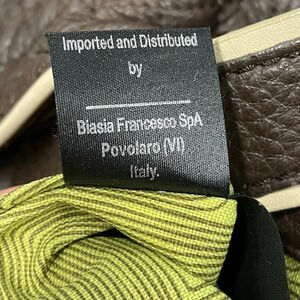 Imported and Distributed
by
Biasia Francesco SpA
Povolaro (VI)
Italy.